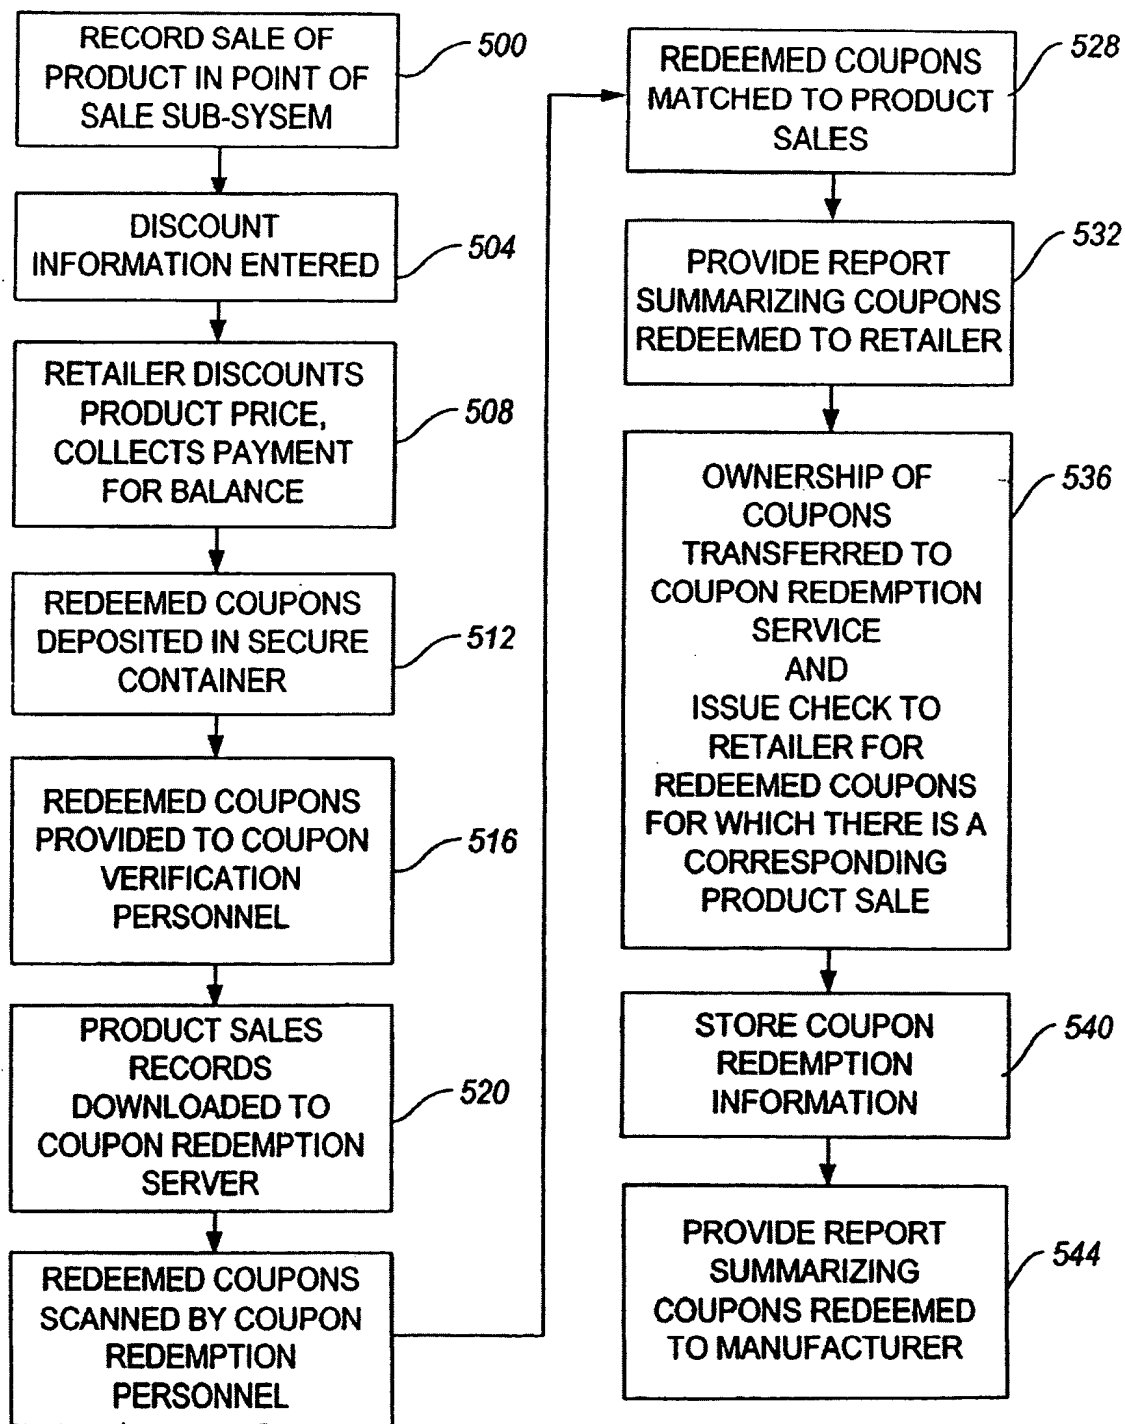 RECORD SALE OF
PRODUCT IN POINT OF
SALE SUB-SYSEM
500
DISCOUNT
INFORMATION ENTERED
504
RETAILER DISCOUNTS
PRODUCT PRICE,
COLLECTS PAYMENT
FOR BALANCE
508
REDEEMED COUPONS
DEPOSITED IN SECURE
CONTAINER
512
REDEEMED COUPONS
PROVIDED TO COUPON
VERIFICATION
PERSONNEL
516
PRODUCT SALES
RECORDS
DOWNLOADED TO
COUPON REDEMPTION
SERVER
520
REDEEMED COUPONS
SCANNED BY COUPON
REDEMPTION
PERSONNEL
REDEEMED COUPONS
MATCHED TO PRODUCT
SALES
528
PROVIDE REPORT
SUMMARIZING COUPONS
REDEEMED TO RETAILER
532
OWNERSHIP OF
COUPONS
TRANSFERRED TO
COUPON REDEMPTION
SERVICE
AND
ISSUE CHECK TO
RETAILER FOR
REDEEMED COUPONS
FOR WHICH THERE IS A
CORRESPONDING
PRODUCT SALE
536
STORE COUPON
REDEMPTION
INFORMATION
540
PROVIDE REPORT
SUMMARIZING
COUPONS REDEEMED
TO MANUFACTURER
544